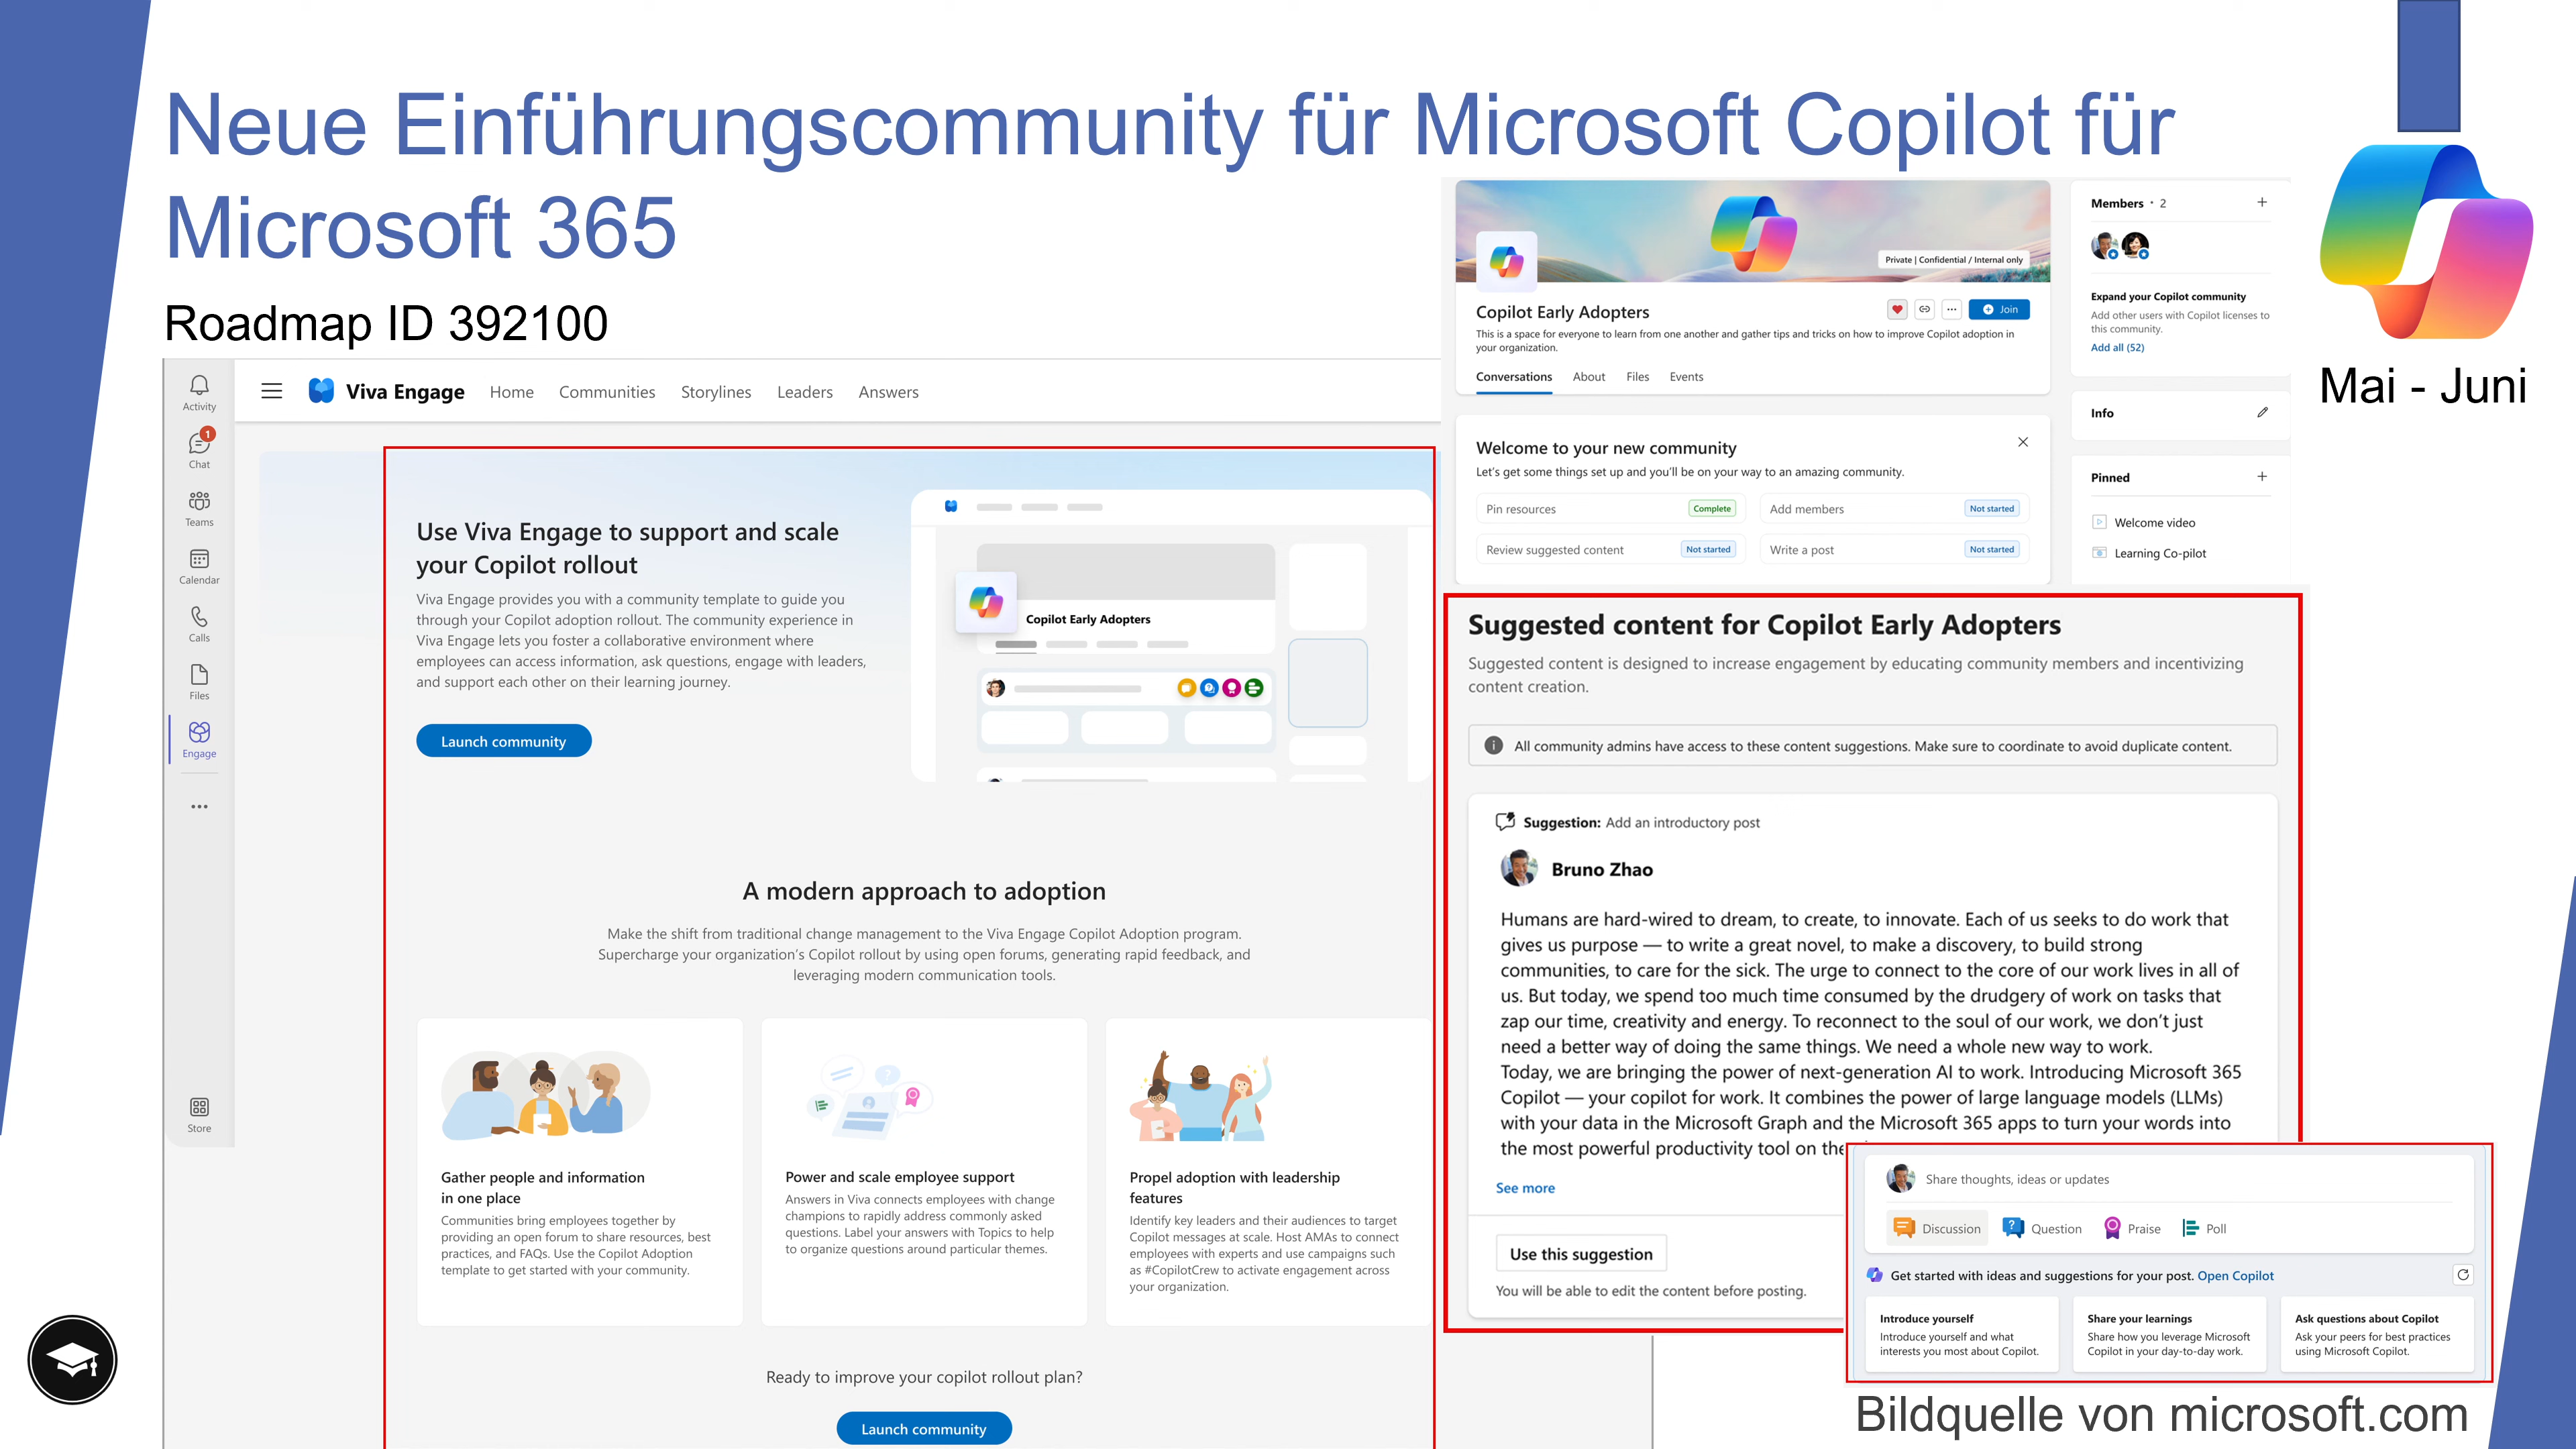 Neue Einführungscommunity für Microsoft Copilot für
Microsoft 365
Roadmap ID 392100
Mai - Juni
Activity
1
Chat
Teams
Calendar
Calls
Files
Engage
Store
Viva Engage
Home
Communities
Storylines
Leaders
Answers
Use Viva Engage to support and scale
your Copilot rollout
Viva Engage provides you with a community template to guide you
through your Copilot adoption rollout. The community experience in
Viva Engage lets you foster a collaborative environment where
employees can access information, ask questions, engage with leaders,
and support each other on their learning journey.
Launch community
Copilot Early Adopters
A modern approach to adoption
Make the shift from traditional change management to the Viva Engage Copilot Adoption program.
Supercharge your organization's Copilot rollout by using open forums, generating rapid feedback, and
leveraging modern communication tools.
Gather people and information
in one place
Communities bring employees together by
providing an open forum to share resources, best
practices, and FAQs. Use the Copilot Adoption
template to get started with your community.
Power and scale employee support
Answers in Viva connects employees with change
champions to rapidly address commonly asked
questions. Label your answers with Topics to help
to organize questions around particular themes.
Propel adoption with leadership
features
Identify key leaders and their audiences to target
Copilot messages at scale. Host AMAs to connect
employees with experts and use campaigns such
as #CopilotCrew to activate engagement across
your organization.
Ready to improve your copilot rollout plan?
Launch community
Private | Confidential / Internal only
Copilot Early Adopters
Join
This is a space for everyone to learn from one another and gather tips and tricks on how to improve Copilot adoption in
your organization.
Conversations
About
Files
Events
Welcome to your new community
Let's get some things set up and you'll be on your way to an amazing community.
Pin resources
Complete
Add members
Not started
Review suggested content
Not started
Write a post
Not started
Members • 2
Expand your Copilot community
Add other users with Copilot licenses to
this community.
Add all (52)
Info
Pinned
Welcome video
Learning Co-pilot
Suggested content for Copilot Early Adopters
Suggested content is designed to increase engagement by educating community members and incentivizing
content creation.
All community admins have access to these content suggestions. Make sure to coordinate to avoid duplicate content.
Suggestion: Add an introductory post
Bruno Zhao
Humans are hard-wired to dream, to create, to innovate. Each of us seeks to do work that
gives us purpose — to write a great novel, to make a discovery, to build strong
communities, to care for the sick. The urge to connect to the core of our work lives in all of
us. But today, we spend too much time consumed by the drudgery of work on tasks that
zap our time, creativity and energy. To reconnect to the soul of our work, we don't just
need a better way of doing the same things. We need a whole new way to work.
Today, we are bringing the power of next-generation AI to work. Introducing Microsoft 365
Copilot — your copilot for work. It combines the power of large language models (LLMs)
with your data in the Microsoft Graph and the Microsoft 365 apps to turn your words into
the most powerful productivity tool on the
See more
Use this suggestion
You will be able to edit the content before posting.
Share thoughts, ideas or updates
Discussion
Question
Praise
Poll
Get started with ideas and suggestions for your post. Open Copilot
Introduce yourself
Introduce yourself and what
interests you most about Copilot.
Share your learnings
Share how you leverage Microsoft
Copilot in your day-to-day work.
Ask questions about Copilot
Ask your peers for best practices
using Microsoft Copilot.
Bildquelle von microsoft.com